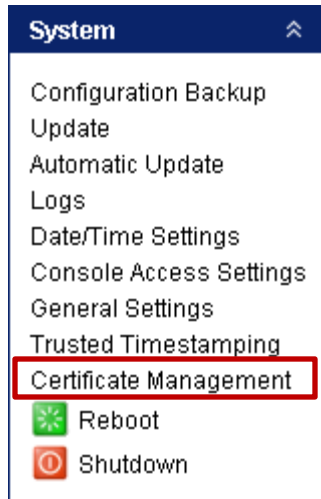 System
Configuration Backup
Update
Automatic Update
Logs
Date/Time Settings
Console Access Settings
General Settings
Trusted Timestamping
Certificate Management
Reboot
Shutdown